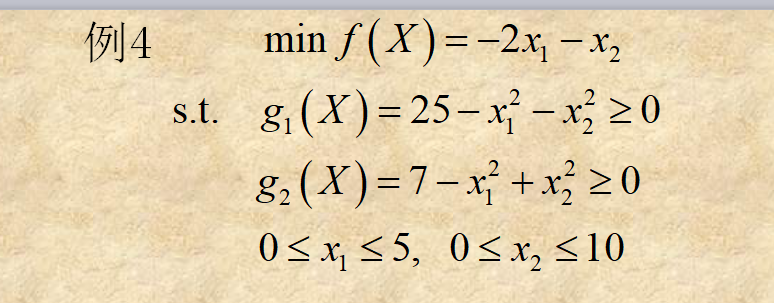 例4 min f(X)=−2x₁−x₂
s.t. g₁(X)=25−x₁²−x₂²≥0
g₂(X)=7−x₁²+x₂²≥0
0≤x₁≤5, 0≤x₂≤10